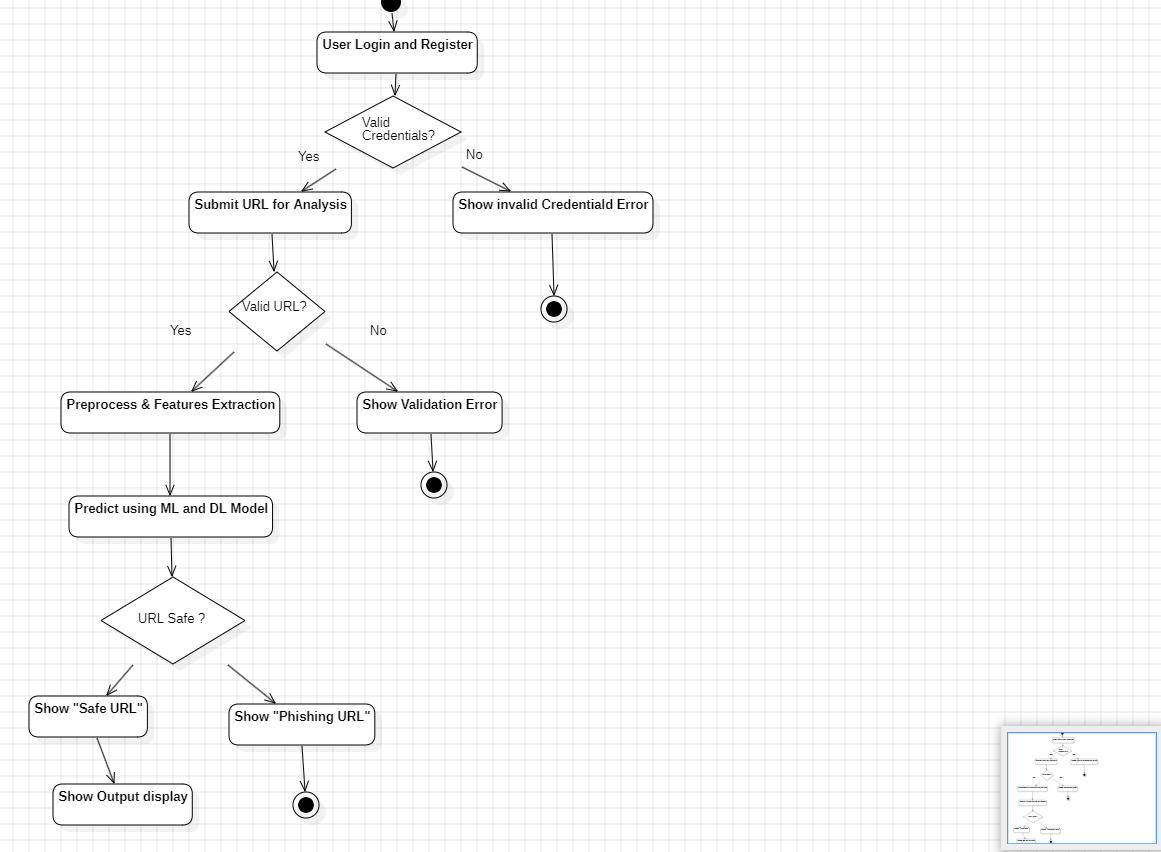 User Login and Register
Valid
Credentials?
Yes
No
Submit URL for Analysis
Show invalid Credentiald Error
Valid URL?
Yes
No
Preprocess & Features Extraction
Show Validation Error
Predict using ML and DL Model
URL Safe ?
Show "Safe URL"
Show "Phishing URL"
Show Output display